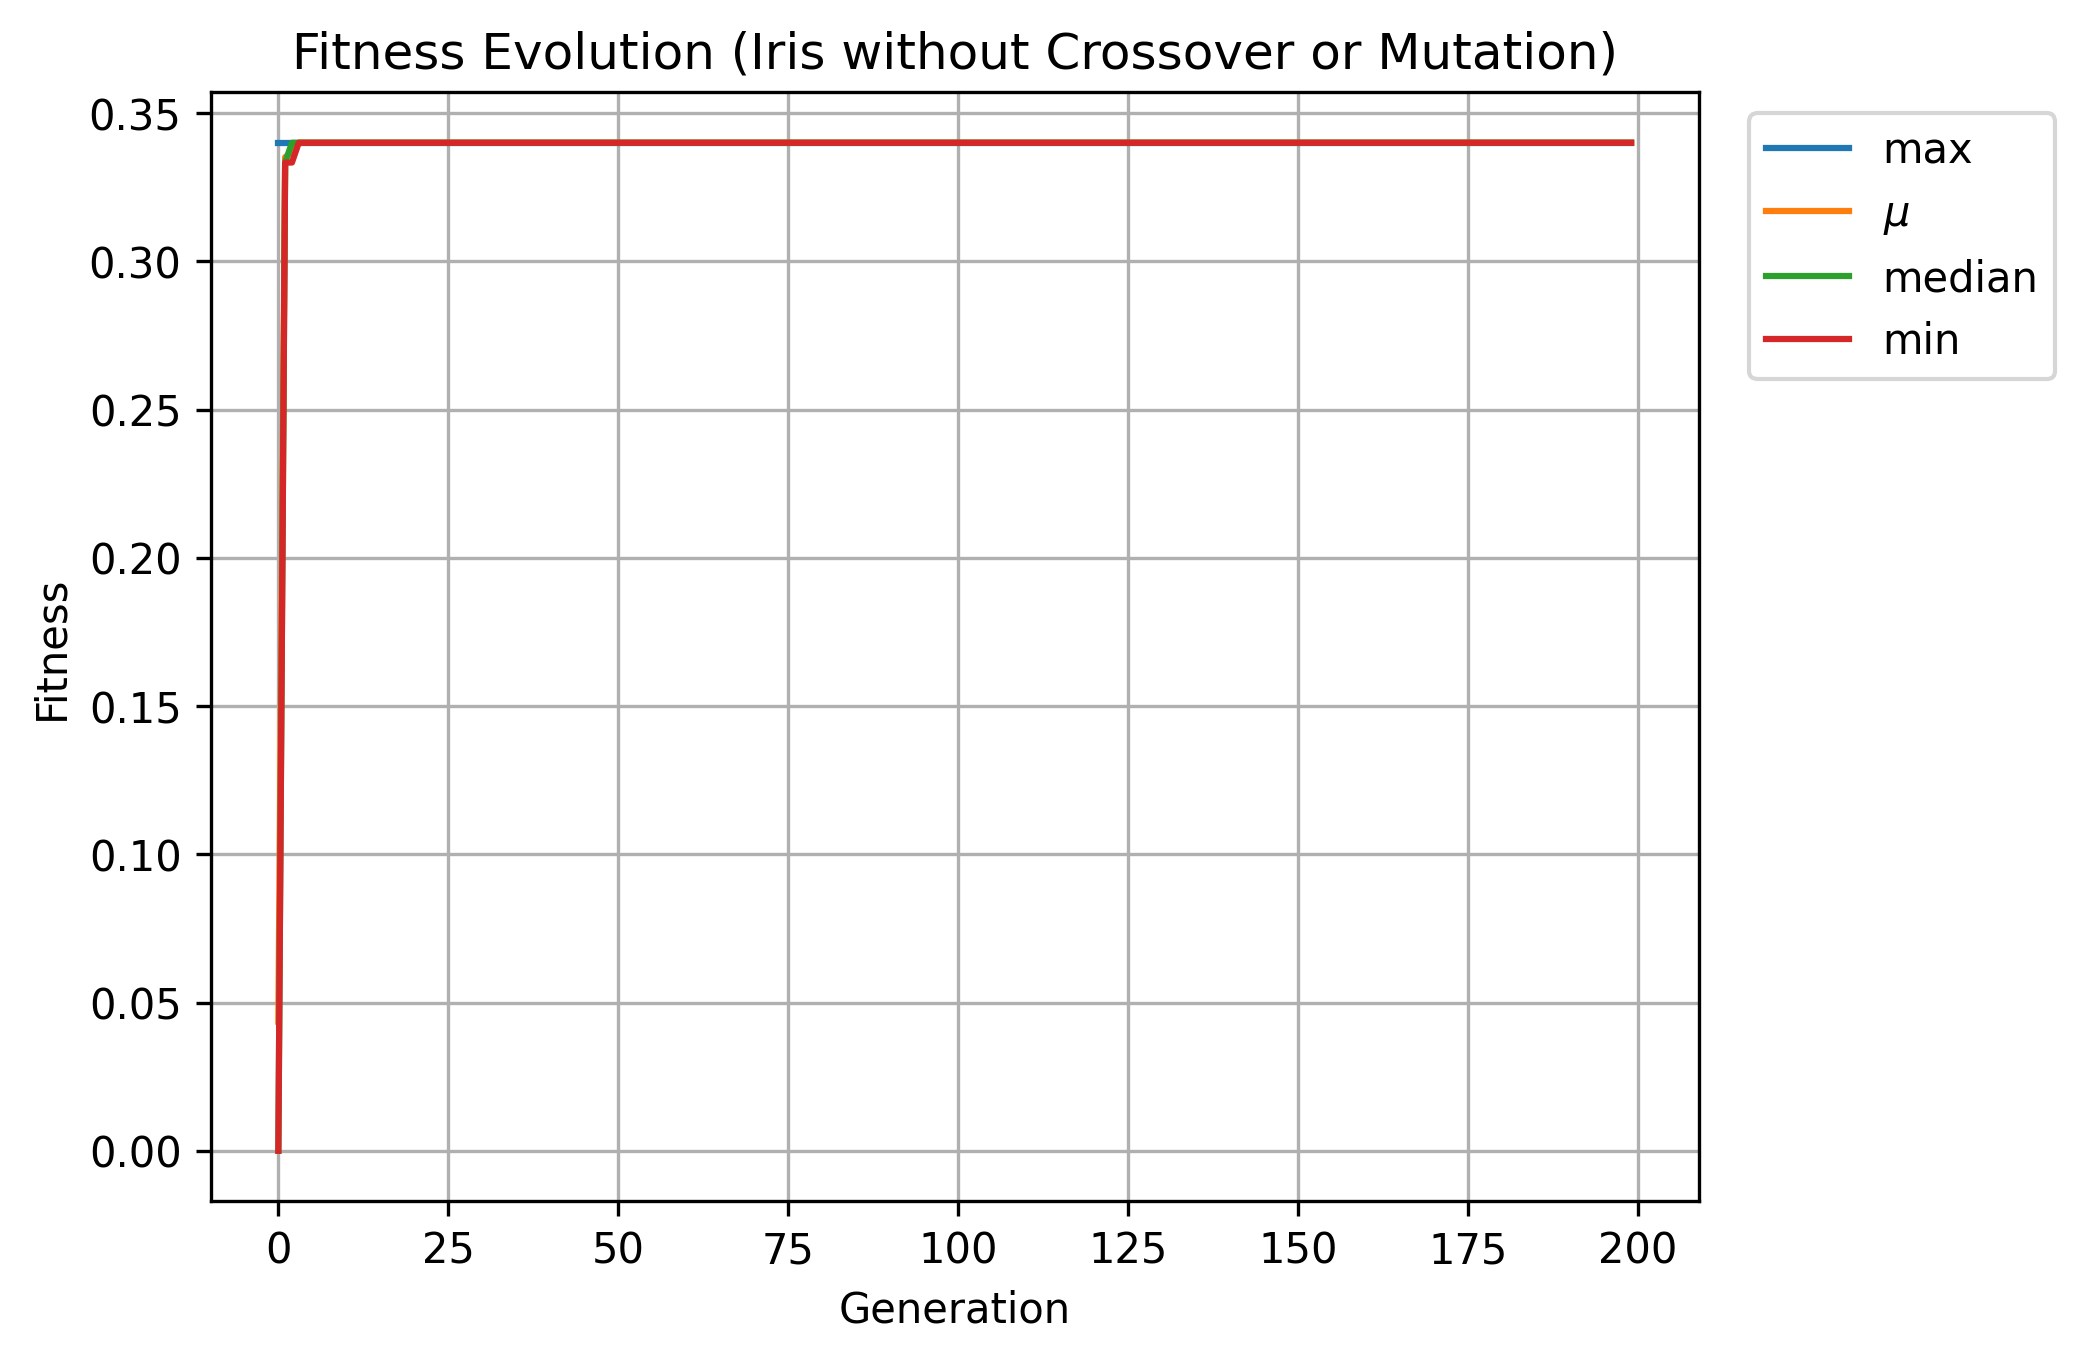 Fitness Evolution (Iris without Crossover or Mutation)
0.35
0.30
0.25
0.20
0.15
0.10
0.05
0.00
Fitness
0 25 50 75 100 125 150 175 200
Generation
max
μ
median
min